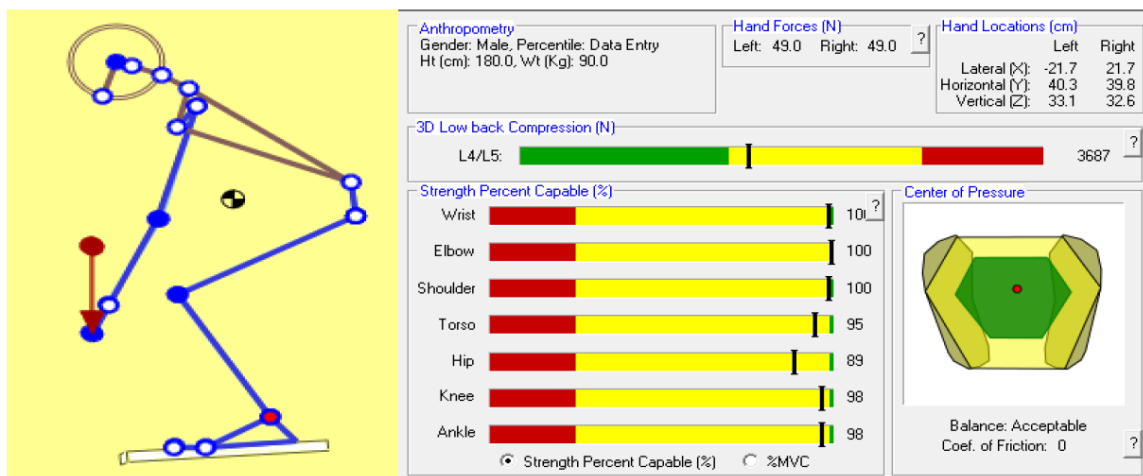 Anthropometry
Gender: Male, Percentile: Data Entry
Ht (cm): 180.0, Wt (Kg): 90.0
Hand Forces (N)
Left: 49.0 Right: 49.0 ?
Hand Locations (cm)
Left Right
Lateral (X): -21.7 21.7
Horizontal (Y): 40.3 39.8
Vertical (Z): 33.1 32.6
3D Low back Compression (N)
L4/L5: 3687 ?
Strength Percent Capable (%)
Wrist ?
Elbow 100
Shoulder 100
Torso 95
Hip 89
Knee 98
Ankle 98
Strength Percent Capable (%) %MVC
Center of Pressure
Balance: Acceptable
Coef. of Friction: 0 ?